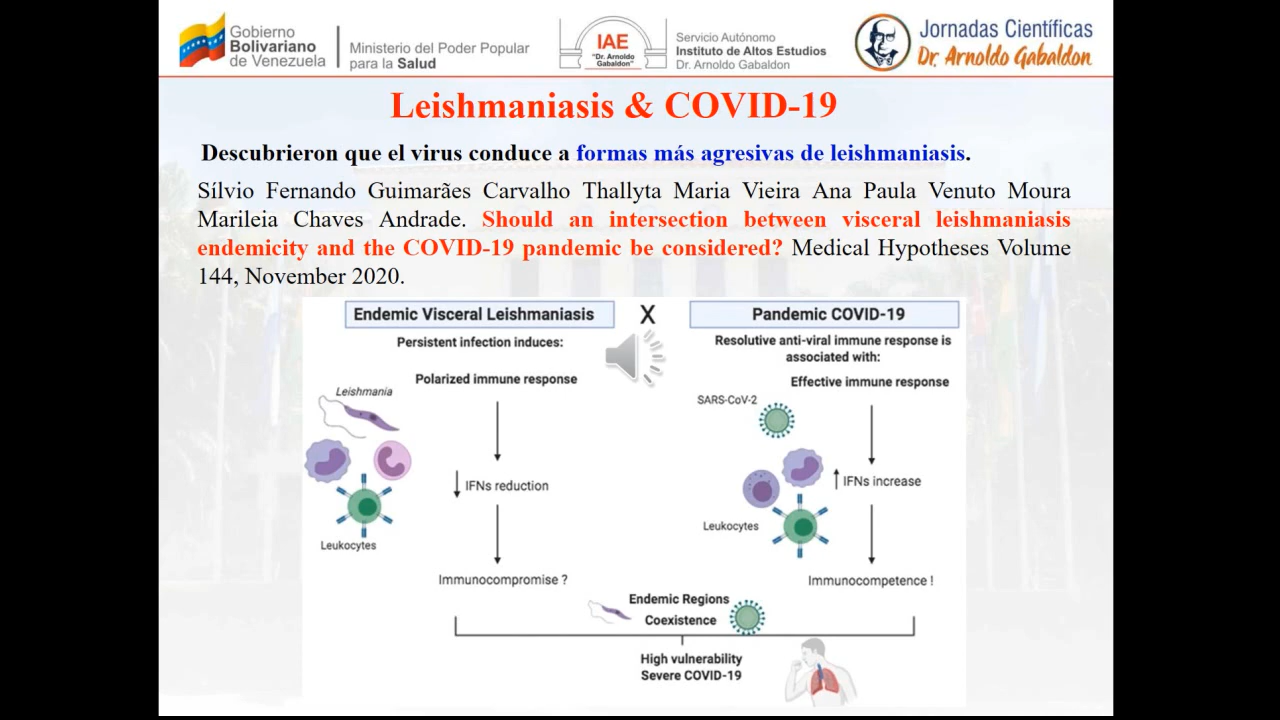 Gobierno
Bolivariano
de Venezuela
Ministerio del Poder Popular
para la Salud
IAE
"Dr. Arnoldo
Gabaldon"
Servicio Autónomo
Instituto de Altos Estudios
Dr. Arnoldo Gabaldon
Jornadas Científicas
Dr. Arnoldo Gabaldon
Leishmaniasis & COVID-19
Descubrieron que el virus conduce a formas más agresivas de leishmaniasis.
Sílvio Fernando Guimarães Carvalho Thallyta Maria Vieira Ana Paula Venuto Moura
Marileia Chaves Andrade. Should an intersection between visceral leishmaniasis
endemicity and the COVID-19 pandemic be considered? Medical Hypotheses Volume
144, November 2020.
Endemic Visceral Leishmaniasis
X
Pandemic COVID-19
Persistent infection induces:
Polarized immune response
Leishmania
IFNs reduction
Leukocytes
Immunocompromise ?
Resolutive anti-viral immune response is
associated with:
Effective immune response
SARS-CoV-2
IFNs increase
Leukocytes
Immunocompetence !
Endemic Regions
Coexistence
High vulnerability
Severe COVID-19